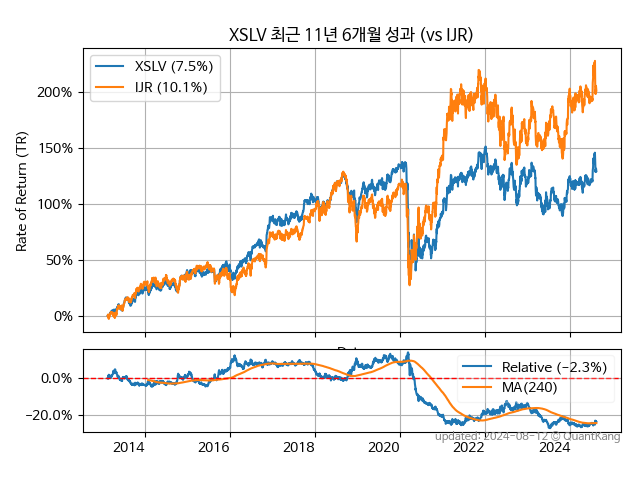 XSLV 최근 11년 6개월 성과 (vs IJR)
XSLV (7.5%)
IJR (10.1%)
Rate of Return (TR)
200%
150%
100%
50%
0%
Relative (−2.3%)
MA(240)
0.0%
−20.0%
2014
2016
2018
2020
2022
2024
updated: 2024-08-12 © QuantKang